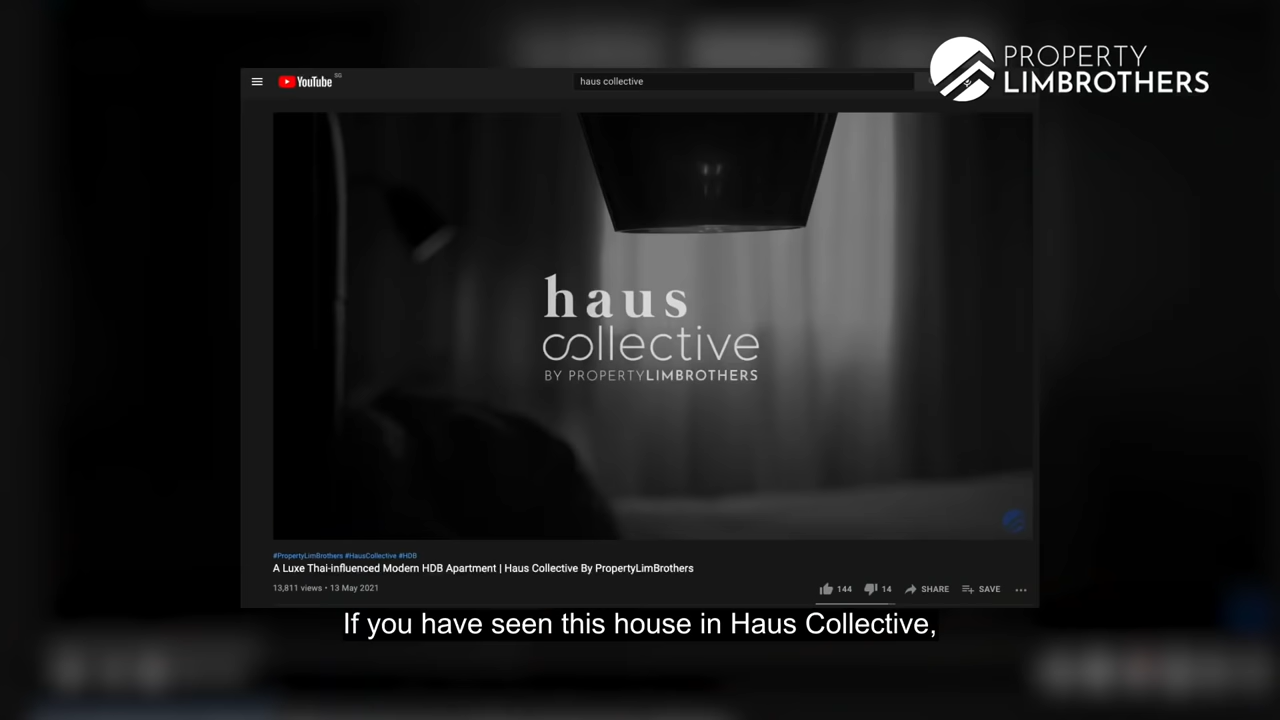 PROPERTY
LIMBROTHERS
YouTube SG
haus collective
haus
collective
BY PROPERTYLIMBROTHERS
#PropertyLimBrothers #HausCollective #HDB
A Luxe Thai-influenced Modern HDB Apartment | Haus Collective By PropertyLimBrothers
13,811 views • 13 May 2021
144 14 SHARE SAVE
If you have seen this house in Haus Collective,